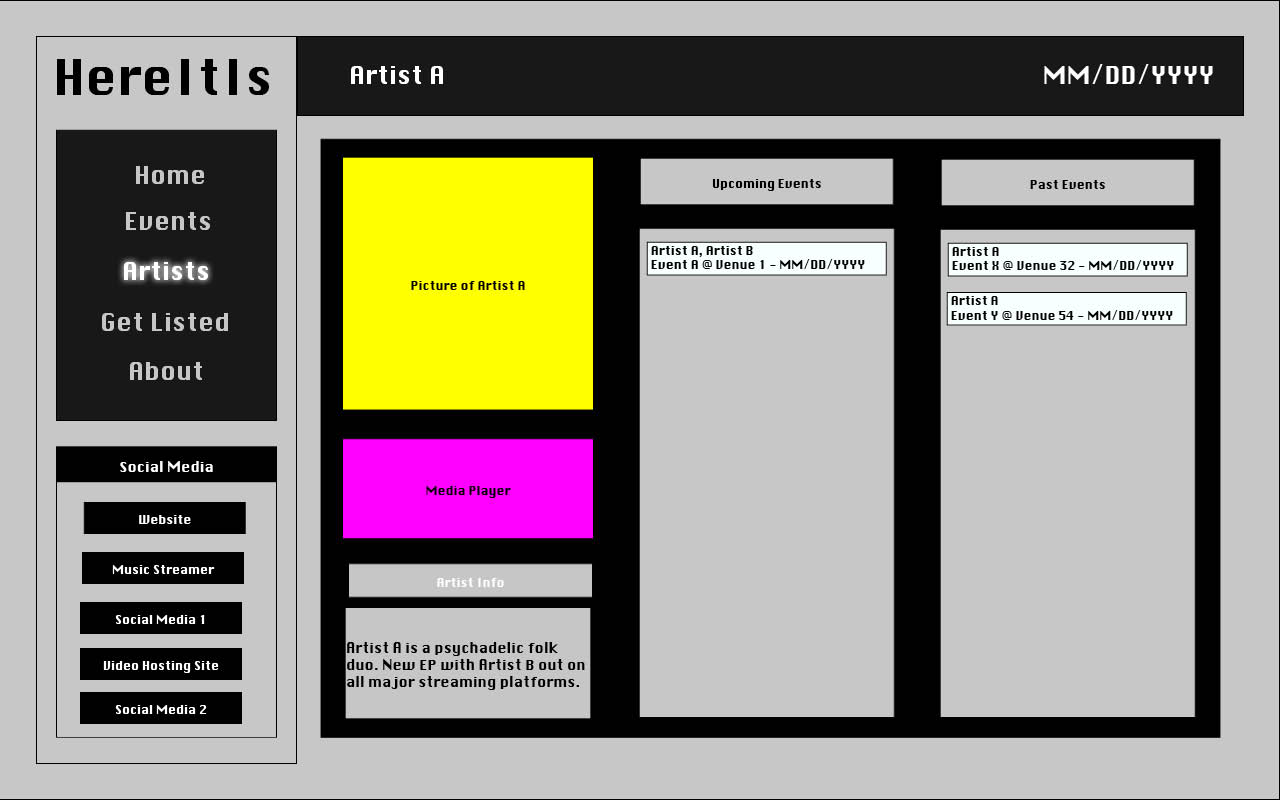 HereItIs
Artist A
MM/DD/YYYY
Home
Events
Artists
Get Listed
About
Social Media
Website
Music Streamer
Social Media 1
Video Hosting Site
Social Media 2
Picture of Artist A
Media Player
Artist Info
Artist A is a psychadelic folk
duo. New EP with Artist B out on
all major streaming platforms.
Upcoming Events
Artist A, Artist B
Event A @ Venue 1 - MM/DD/YYYY
Past Events
Artist A
Event X @ Venue 32 - MM/DD/YYYY
Artist A
Event Y @ Venue 54 - MM/DD/YYYY